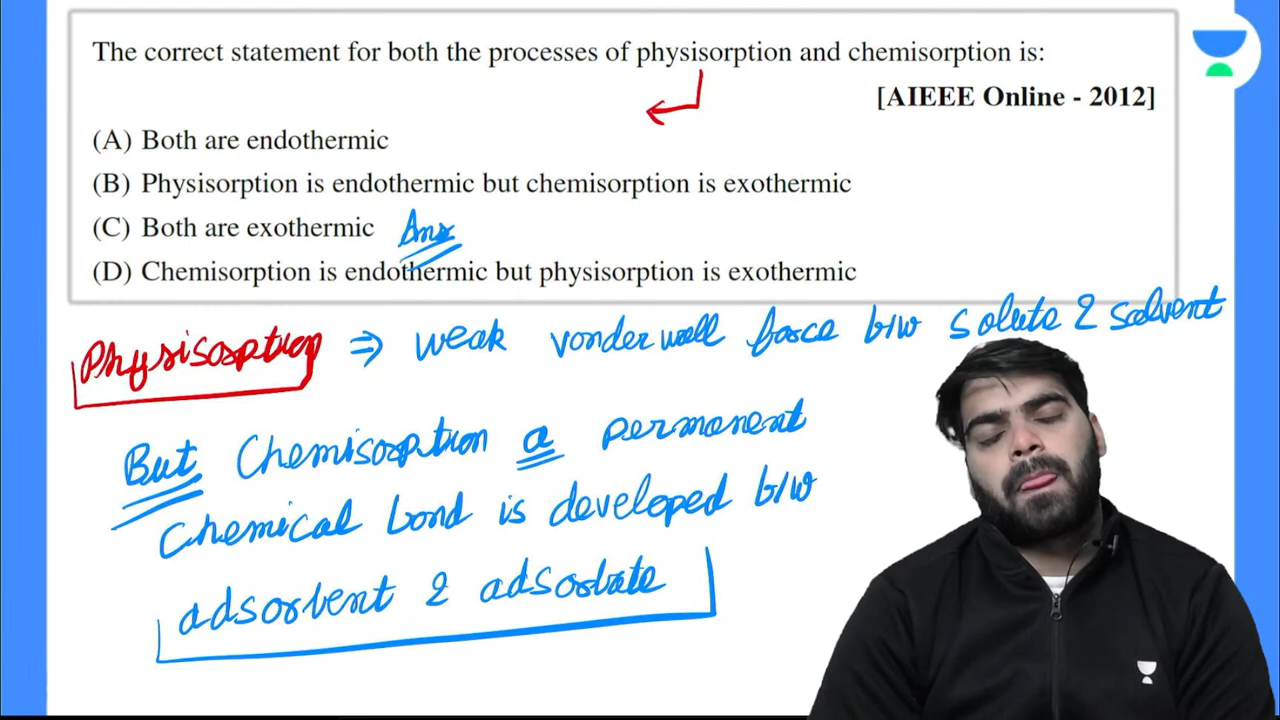 The correct statement for both the processes of physisorption and chemisorption is:
[AIEEE Online - 2012]
(A) Both are endothermic
(B) Physisorption is endothermic but chemisorption is exothermic
(C) Both are exothermic Ans
(D) Chemisorption is endothermic but physisorption is exothermic
Physisorption ⇒ weak vonderwall force b/w solute & solvent
But Chemisorption a permanent
chemical bond is developed b/w
adsorbent & adsorbate